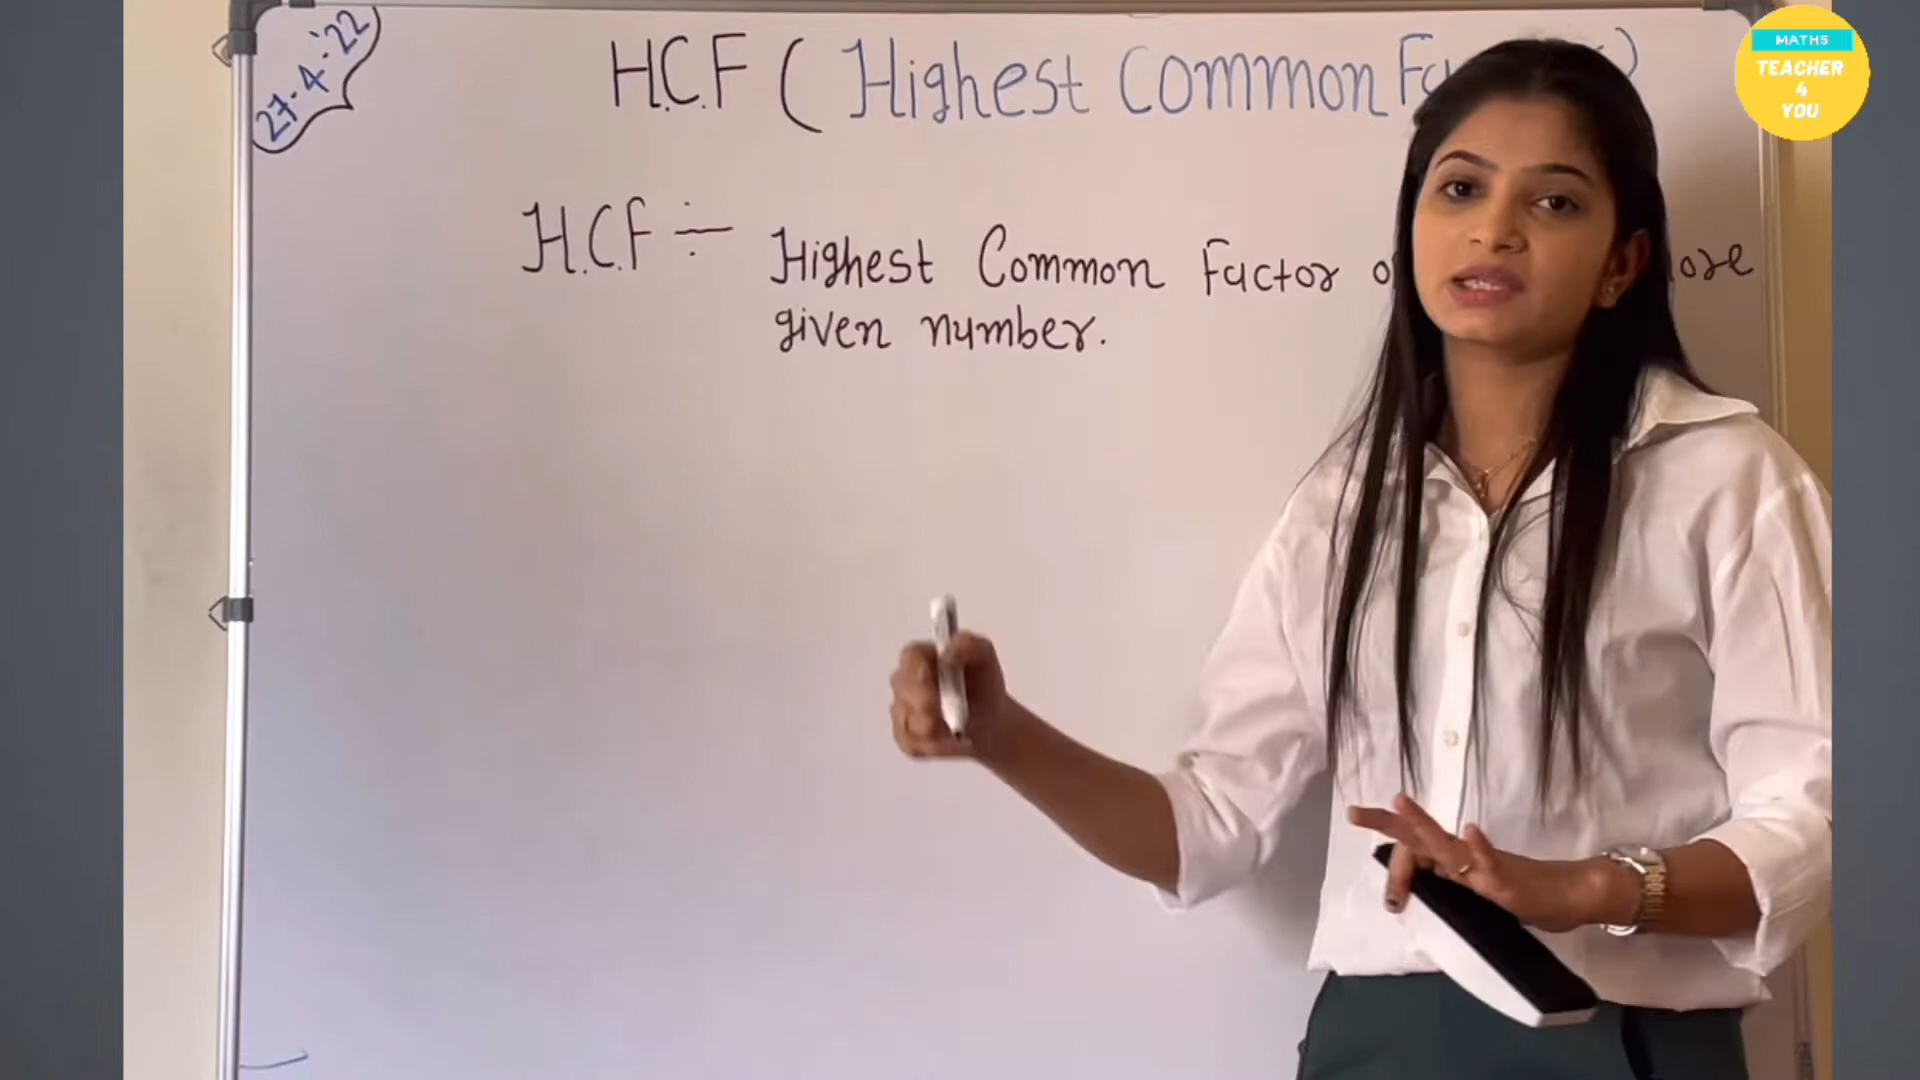 27.4.'22
H.C.F ( Highest Common
H.C.F ÷ Highest Common Factor
given number.
MATHS
TEACHER
4
YOU